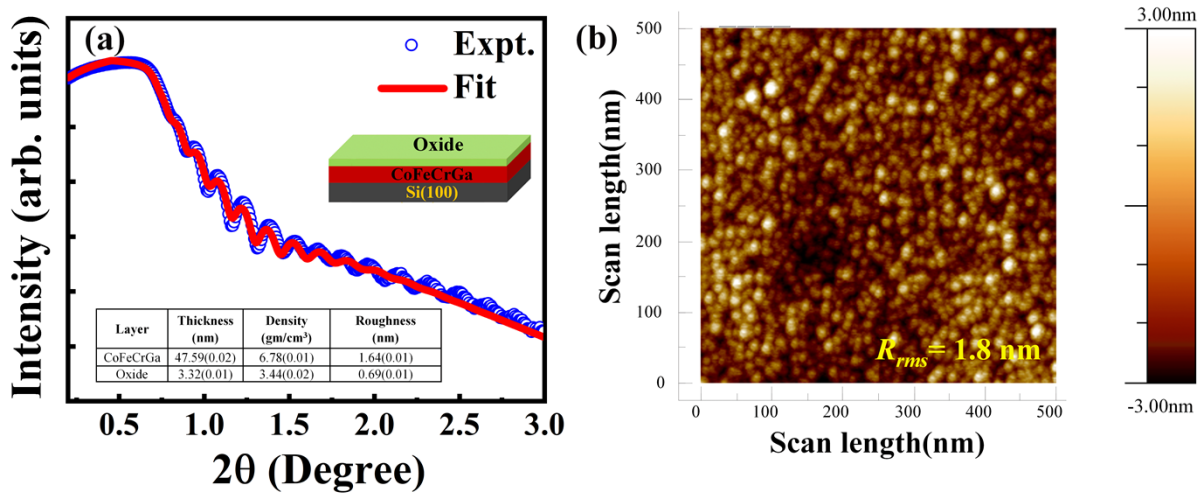 (a)
Expt.
Fit
Oxide
CoFeCrGa
Si(100)
Intensity (arb. units)
Layer Thickness (nm) Density (gm/cm³) Roughness (nm)
CoFeCrGa 47.59(0.02) 6.78(0.01) 1.64(0.01)
Oxide 3.32(0.01) 3.44(0.02) 0.69(0.01)
0.5 1.0 1.5 2.0 2.5 3.0
2θ (Degree)
(b)
Scan length(nm)
500
400
300
200
100
0
R_rms = 1.8 nm
0 100 200 300 400 500
Scan length(nm)
3.00nm
-3.00nm